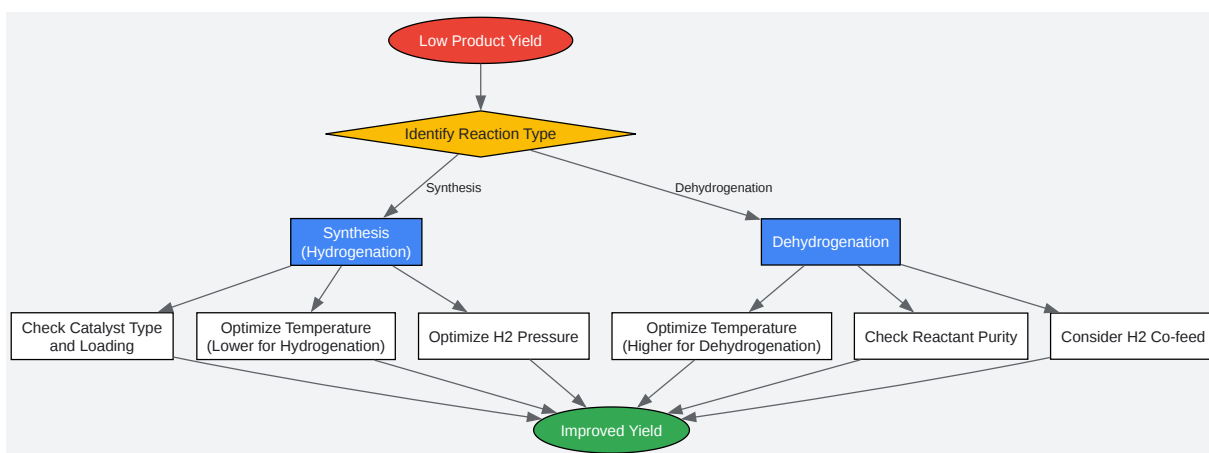 Low Product Yield
Identify Reaction Type
Synthesis
Dehydrogenation
Synthesis
(Hydrogenation)
Dehydrogenation
Check Catalyst Type
and Loading
Optimize Temperature
(Lower for Hydrogenation)
Optimize H2 Pressure
Optimize Temperature
(Higher for Dehydrogenation)
Check Reactant Purity
Consider H2 Co-feed
Improved Yield